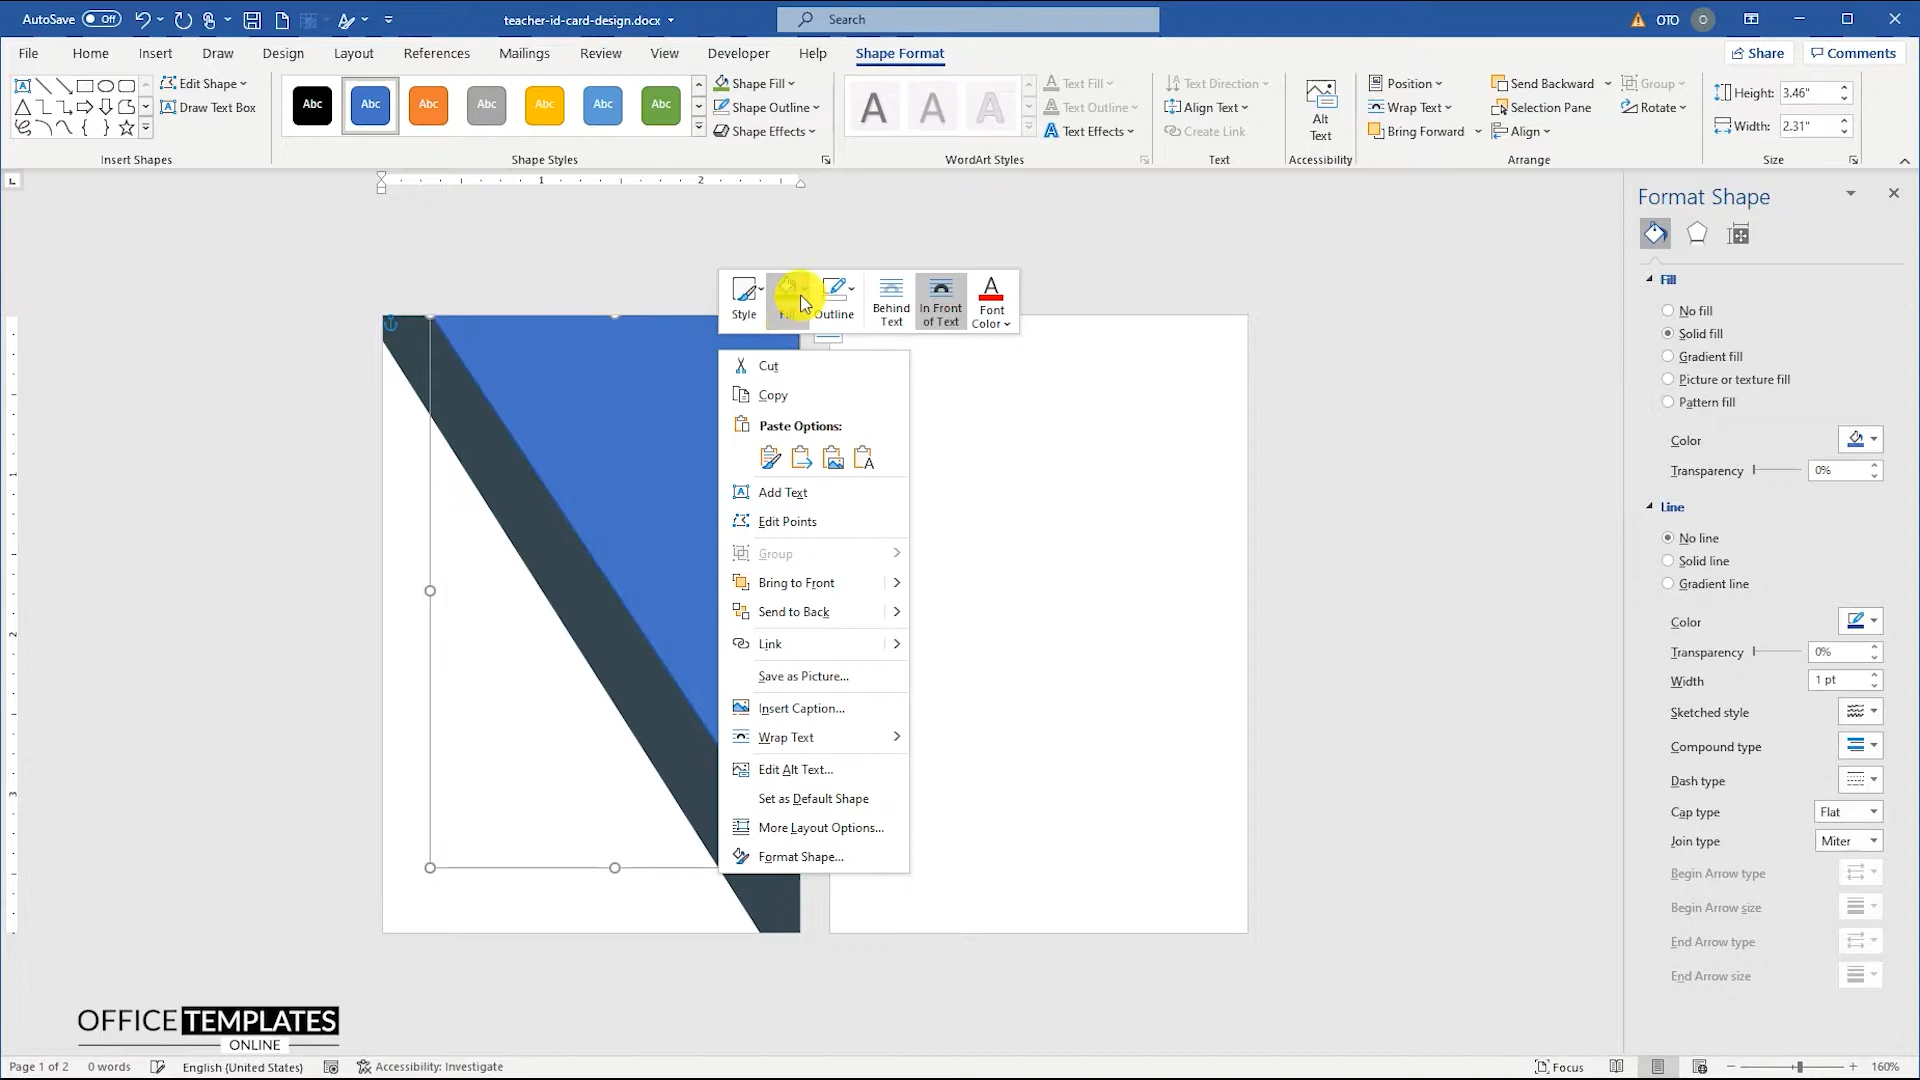 AutoSave Off teacher-id-card-design.docx Search OTO O
File Home Insert Draw Design Layout References Mailings Review View Developer Help Shape Format Share Comments
Edit Shape
Draw Text Box
Insert Shapes
Abc Abc Abc Abc Abc Abc Abc
Shape Fill
Shape Outline
Shape Effects
Shape Styles
A A A
Text Fill
Text Outline
Text Effects
WordArt Styles
Text Direction
Align Text
Create Link
Text
Alt
Text
Accessibility
Position
Wrap Text
Bring Forward
Send Backward
Selection Pane
Align
Group
Rotate
Arrange
Height: 3.46"
Width: 2.31"
Size
1 2
1
2
3
Style Fill Outline
Behind
Text
In Front
of Text
Font
Color
Cut
Copy
Paste Options:
Add Text
Edit Points
Group
Bring to Front
Send to Back
Link
Save as Picture...
Insert Caption...
Wrap Text
Edit Alt Text...
Set as Default Shape
More Layout Options...
Format Shape...
Format Shape
Fill
No fill
Solid fill
Gradient fill
Picture or texture fill
Pattern fill
Color
Transparency 0%
Line
No line
Solid line
Gradient line
Color
Transparency 0%
Width 1 pt
Sketched style
Compound type
Dash type
Cap type Flat
Join type Miter
Begin Arrow type
Begin Arrow size
End Arrow type
End Arrow size
OFFICE TEMPLATES
ONLINE
Page 1 of 2 0 words English (United States) Accessibility: Investigate Focus 160%